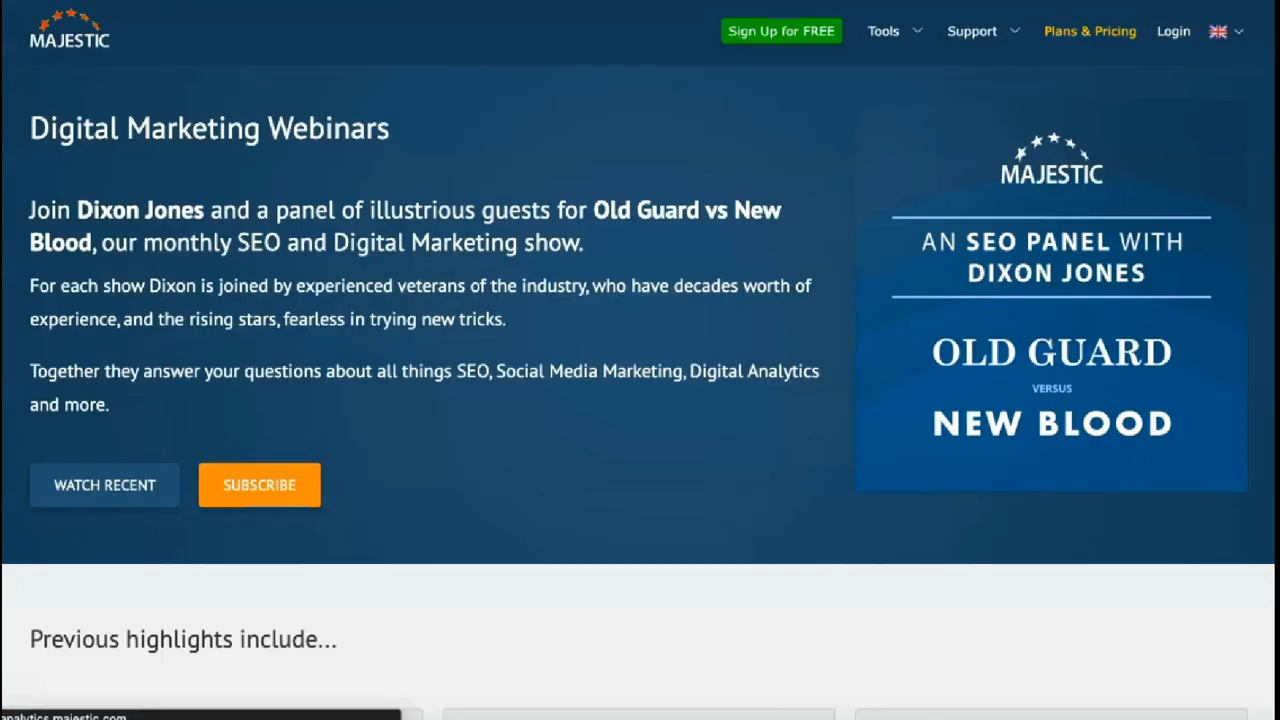 MAJESTIC
Sign Up for FREE
Tools
Support
Plans & Pricing
Login
Digital Marketing Webinars
Join Dixon Jones and a panel of illustrious guests for Old Guard vs New
Blood, our monthly SEO and Digital Marketing show.
For each show Dixon is joined by experienced veterans of the industry, who have decades worth of
experience, and the rising stars, fearless in trying new tricks.
Together they answer your questions about all things SEO, Social Media Marketing, Digital Analytics
and more.
WATCH RECENT
SUBSCRIBE
MAJESTIC
AN SEO PANEL WITH
DIXON JONES
OLD GUARD
VERSUS
NEW BLOOD
Previous highlights include...
analytics.majestic.com